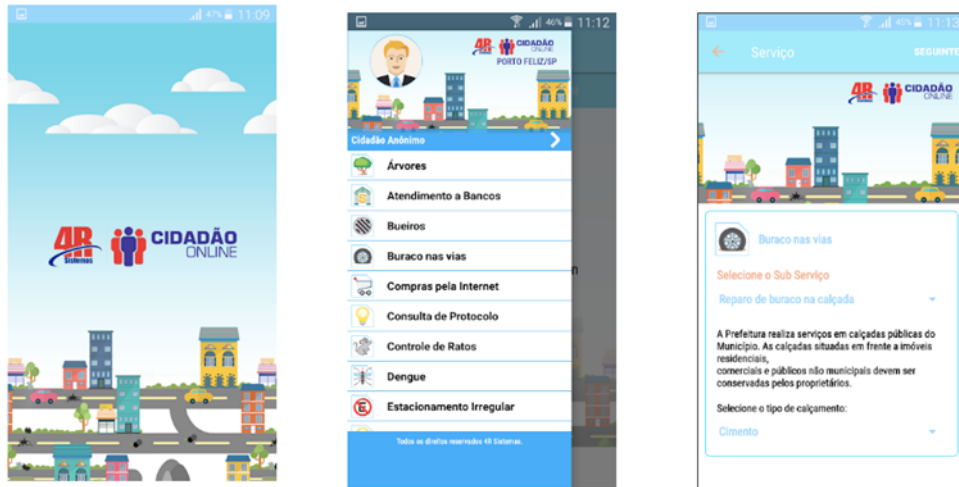 47% 11:09
4R
Sistemas
CIDADÃO
ONLINE
46% 11:12
4R
CIDADÃO
ONLINE
PORTO FELIZ/SP
Cidadão Anônimo
Árvores
Atendimento a Bancos
Bueiros
Buraco nas vias
Compras pela Internet
Consulta de Protocolo
Controle de Ratos
Dengue
Estacionamento Irregular
Todos os direitos reservados 4R Sistemas.
45% 11:13
Serviço
SEGUINTE
4R
CIDADÃO
ONLINE
Buraco nas vias
Selecione o Sub Serviço
Reparo de buraco na calçada
A Prefeitura realiza serviços em calçadas públicas do
Município. As calçadas situadas em frente a imóveis
residenciais,
comerciais e públicos não municipais devem ser
conservadas pelos proprietários.
Selecione o tipo de calçamento:
Cimento